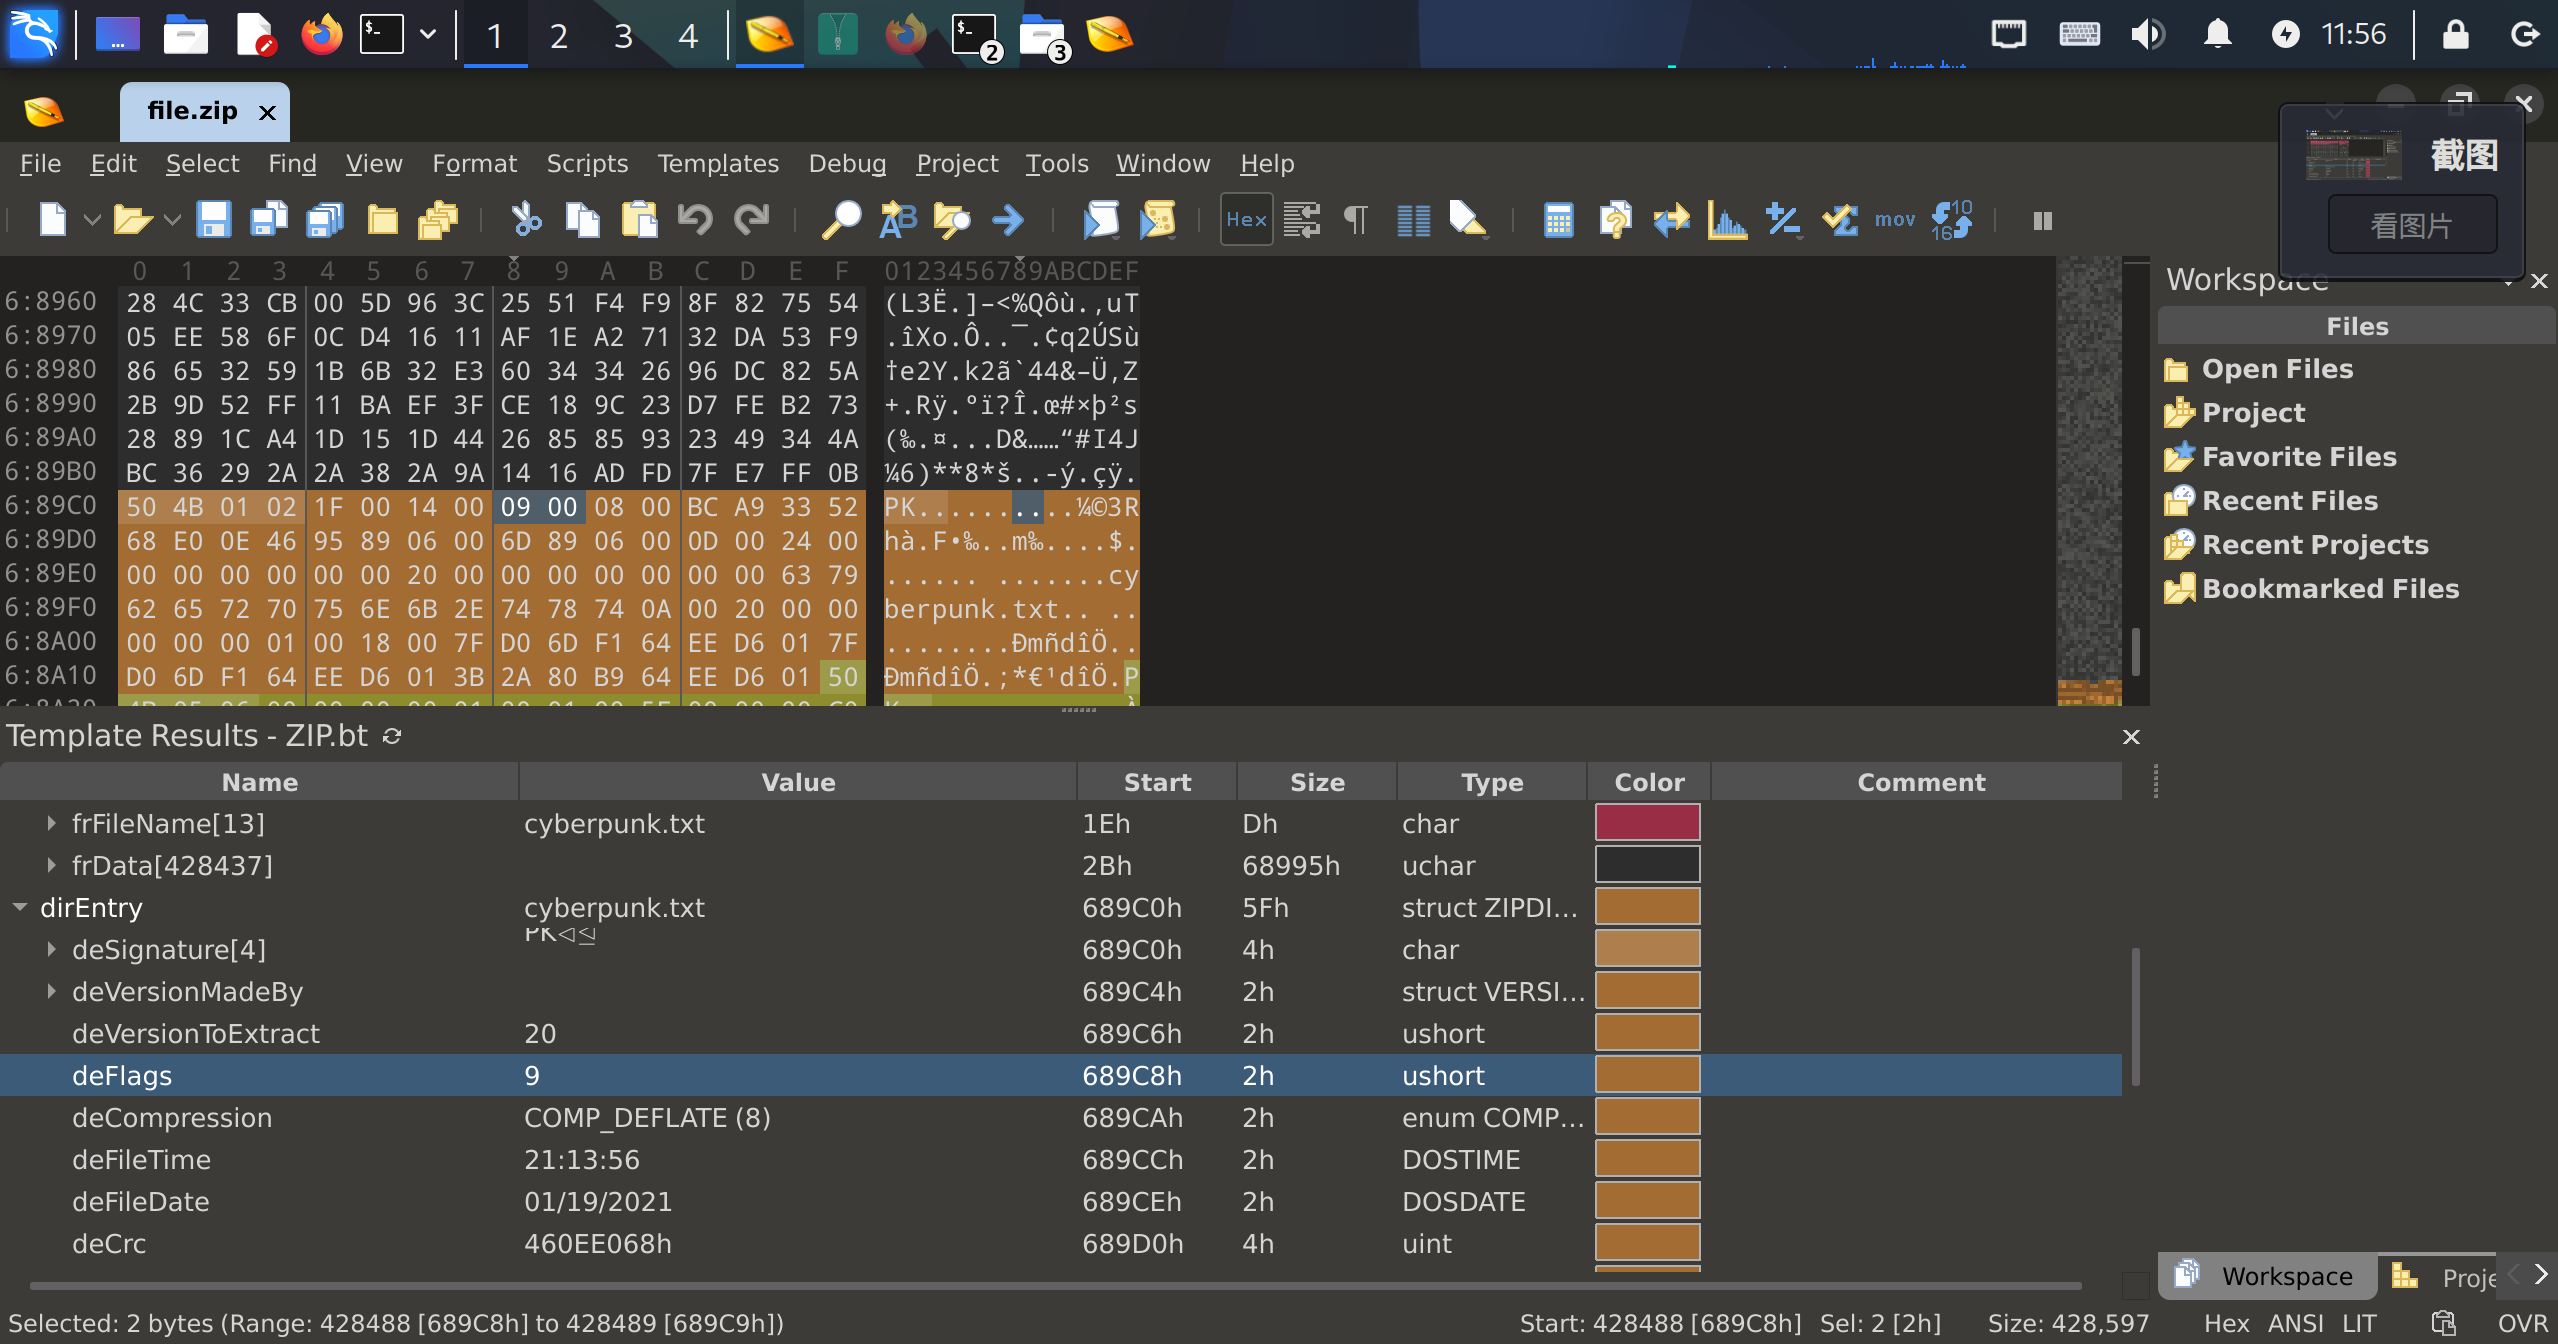 1 2 3 4
2 3
11:56
file.zip
File Edit Select Find View Format Scripts Templates Debug Project Tools Window Help
截图
看图片
Hex mov 10 16
0 1 2 3 4 5 6 7 8 9 A B C D E F 0123456789ABCDEF
6:8960 28 4C 33 CB 00 5D 96 3C 25 51 F4 F9 8F 82 75 54 (L3Ë.]–<%Qôù.‚uT
6:8970 05 EE 58 6F 0C D4 16 11 AF 1E A2 71 32 DA 53 F9 .îXo.Ô..¯.¢q2ÚSù
6:8980 86 65 32 59 1B 6B 32 E3 60 34 34 26 96 DC 82 5A †e2Y.k2ã`44&–Ü‚Z
6:8990 2B 9D 52 FF 11 BA EF 3F CE 18 9C 23 D7 FE B2 73 +.Rÿ.ºï?Î.œ#×þ²s
6:89A0 28 89 1C A4 1D 15 1D 44 26 85 85 93 23 49 34 4A (‰.¤...D&……“#I4J
6:89B0 BC 36 29 2A 2A 38 2A 9A 14 16 AD FD 7F E7 FF 0B ¼6)**8*š..-ý.çÿ.
6:89C0 50 4B 01 02 1F 00 14 00 09 00 08 00 BC A9 33 52 PK..........¼©3R
6:89D0 68 E0 0E 46 95 89 06 00 6D 89 06 00 0D 00 24 00 hà.F•‰..m‰....$.
6:89E0 00 00 00 00 00 00 20 00 00 00 00 00 00 00 63 79 ...... .......cy
6:89F0 62 65 72 70 75 6E 6B 2E 74 78 74 0A 00 20 00 00 berpunk.txt.. ..
6:8A00 00 00 00 01 00 18 00 7F D0 6D F1 64 EE D6 01 7F ........ÐmñdîÖ..
6:8A10 D0 6D F1 64 EE D6 01 3B 2A 80 B9 64 EE D6 01 50 ÐmñdîÖ.;*€¹dîÖ.P
Workspace
Files
Open Files
Project
Favorite Files
Recent Files
Recent Projects
Bookmarked Files
Template Results - ZIP.bt
Name Value Start Size Type Color Comment
frFileName[13] cyberpunk.txt 1Eh Dh char
frData[428437] 2Bh 68995h uchar
dirEntry cyberpunk.txt 689C0h 5Fh struct ZIPDI...
deSignature[4] 689C0h 4h char
deVersionMadeBy 689C4h 2h struct VERSI...
deVersionToExtract 20 689C6h 2h ushort
deFlags 9 689C8h 2h ushort
deCompression COMP_DEFLATE (8) 689CAh 2h enum COMP...
deFileTime 21:13:56 689CCh 2h DOSTIME
deFileDate 01/19/2021 689CEh 2h DOSDATE
deCrc 460EE068h 689D0h 4h uint
Workspace Proje
Selected: 2 bytes (Range: 428488 [689C8h] to 428489 [689C9h]) Start: 428488 [689C8h] Sel: 2 [2h] Size: 428,597 Hex ANSI LIT OVR